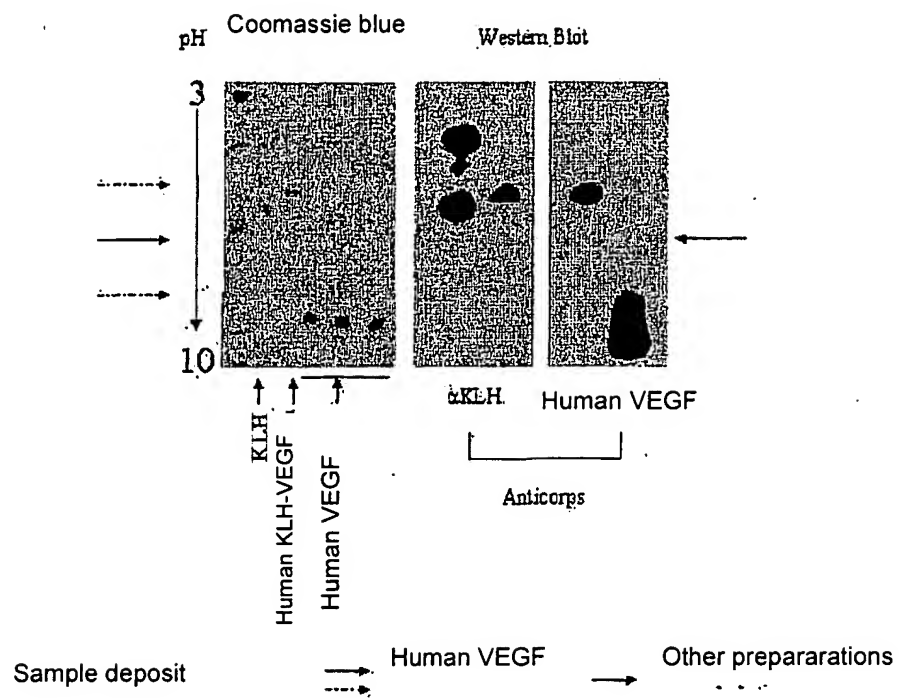 Coomassie blue
Western Blot
pH
3
10
KLH
Human KLH-VEGF
Human VEGF
αKLH.
Human VEGF
Anticorps
Sample deposit
Human VEGF
Other prepararations